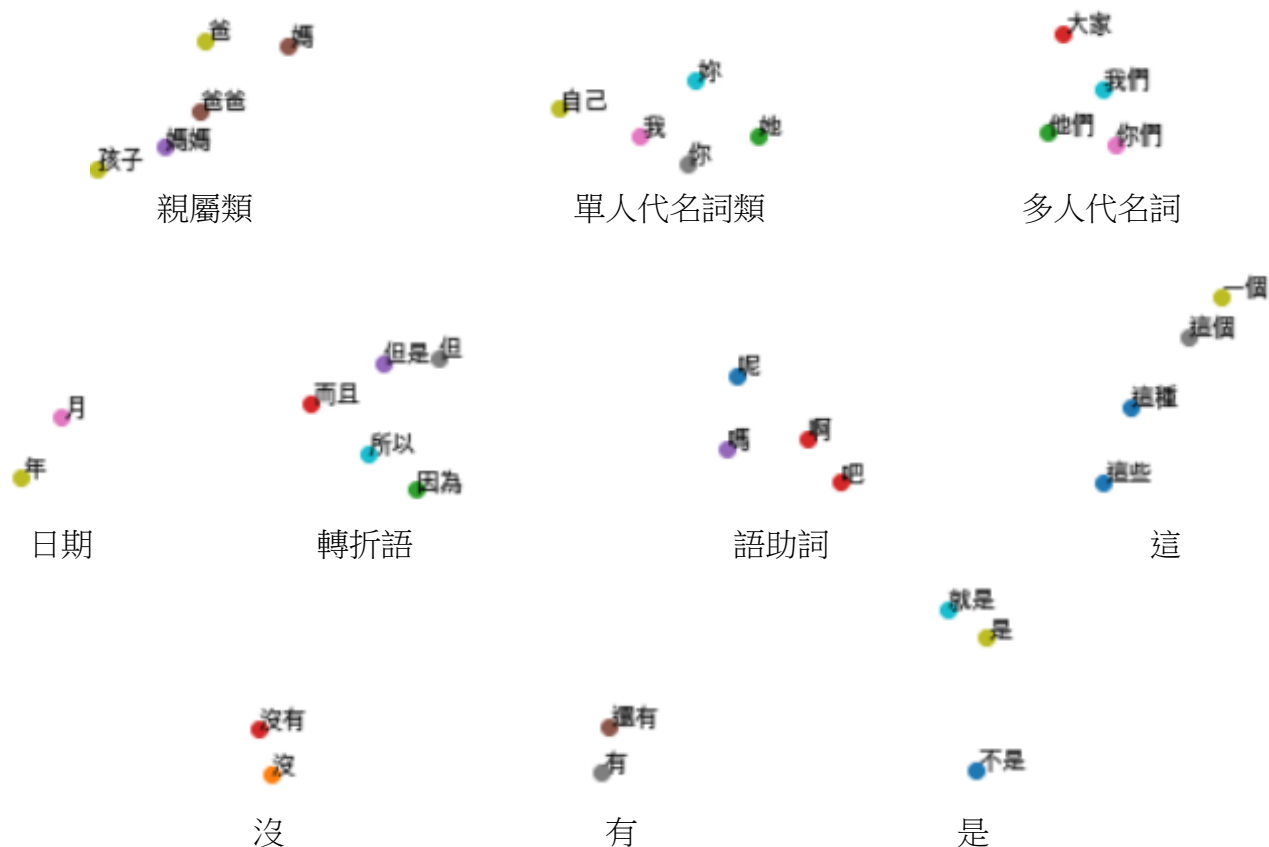 爸
媽
爸爸
媽媽
孩子
親屬類
妳
自己
我
她
你
單人代名詞類
大家
我們
他們
你們
多人代名詞
月
年
日期
但是
但
而且
所以
因為
轉折語
呢
嗎
啊
吧
語助詞
一個
這個
這種
這些
這
沒有
沒
沒
還有
有
有
就是
是
不是
是